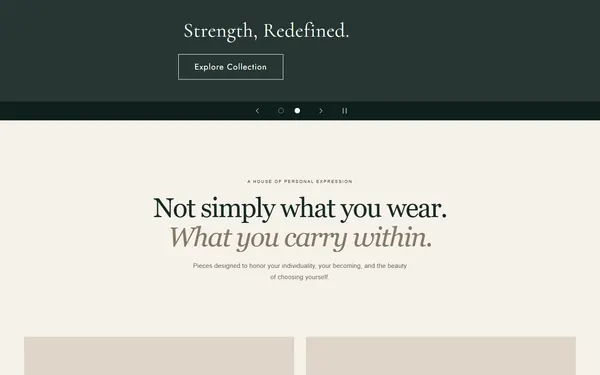 Strength, Redefined.
Explore Collection
A HOUSE OF PERSONAL EXPRESSION
Not simply what you wear.
What you carry within.
Pieces designed to honor your individuality, your becoming, and the beauty
of choosing yourself.